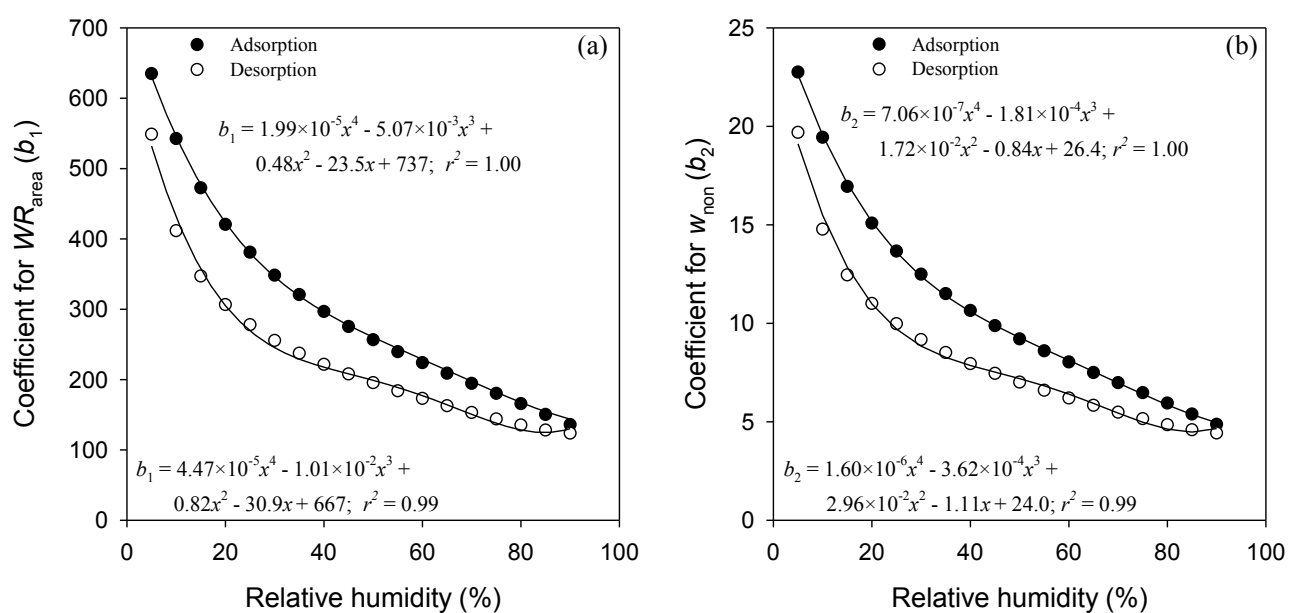 700
600
500
400
300
200
100
0
Coefficient for WR_area (b₁)
Adsorption
Desorption
(a)
b₁ = 1.99×10⁻⁵x⁴ - 5.07×10⁻³x³ +
0.48x² - 23.5x + 737; r² = 1.00
b₁ = 4.47×10⁻⁵x⁴ - 1.01×10⁻²x³ +
0.82x² - 30.9x + 667; r² = 0.99
0 20 40 60 80 100
Relative humidity (%)
25
20
15
10
5
0
Coefficient for w_non (b₂)
Adsorption
Desorption
(b)
b₂ = 7.06×10⁻⁷x⁴ - 1.81×10⁻⁴x³ +
1.72×10⁻²x² - 0.84x + 26.4; r² = 1.00
b₂ = 1.60×10⁻⁶x⁴ - 3.62×10⁻⁴x³ +
2.96×10⁻²x² - 1.11x + 24.0; r² = 0.99
0 20 40 60 80 100
Relative humidity (%)